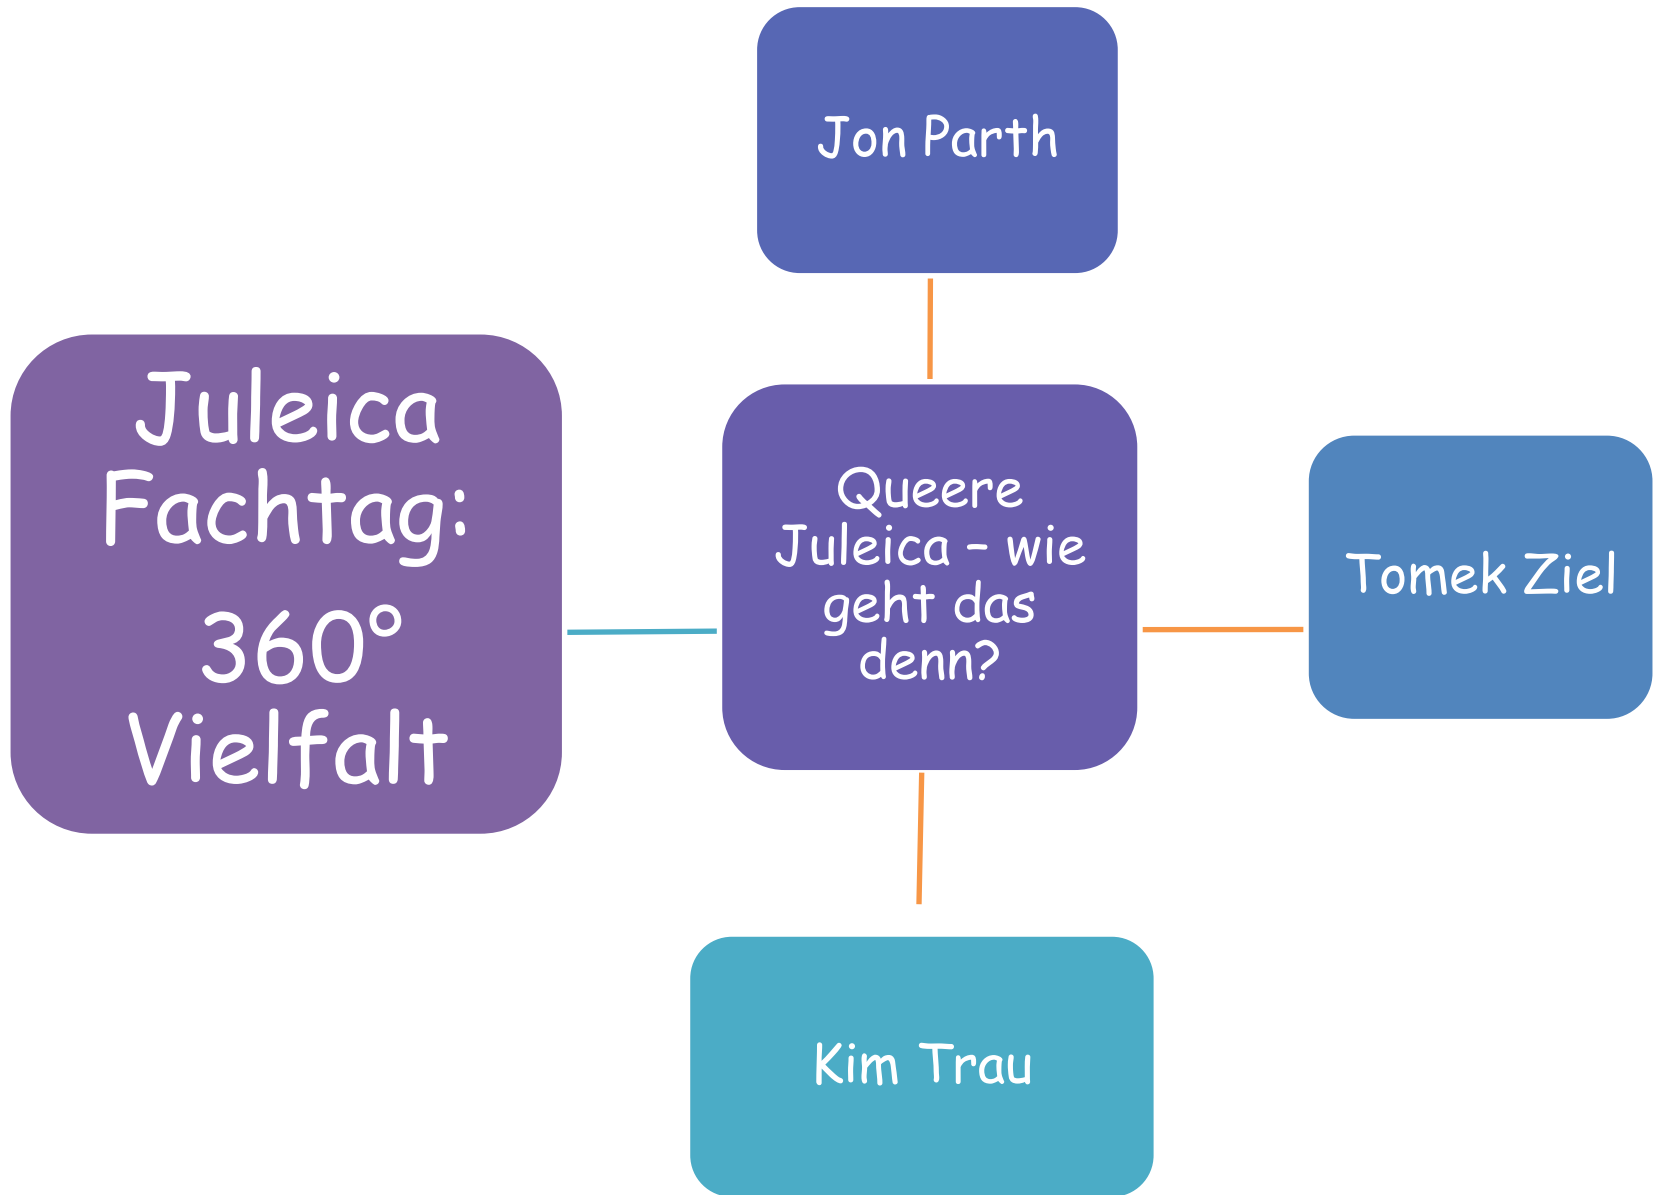 Jon Parth
Juleica
Fachtag:
360°
Vielfalt
Queere
Juleica – wie
geht das
denn?
Tomek Ziel
Kim Trau